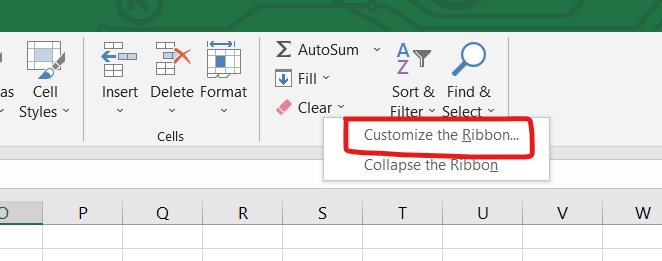 as
Cell
Styles
Insert
Delete
Format
Cells
AutoSum
Fill
Clear
A
Z
Sort &
Filter
Find &
Select
Customize the Ribbon...
Collapse the Ribbon
O P Q R S T U V W